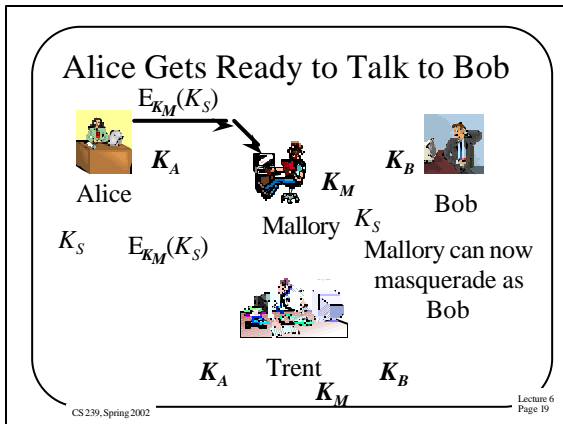 Alice Gets Ready to Talk to Bob
E_{K_M}(K_S)
K_A
K_M
K_B
Alice
Mallory
K_S
Bob
K_S
E_{K_M}(K_S)
Mallory can now
masquerade as
Bob
K_A
Trent
K_M
K_B
CS 239, Spring 2002
Lecture 6
Page 19